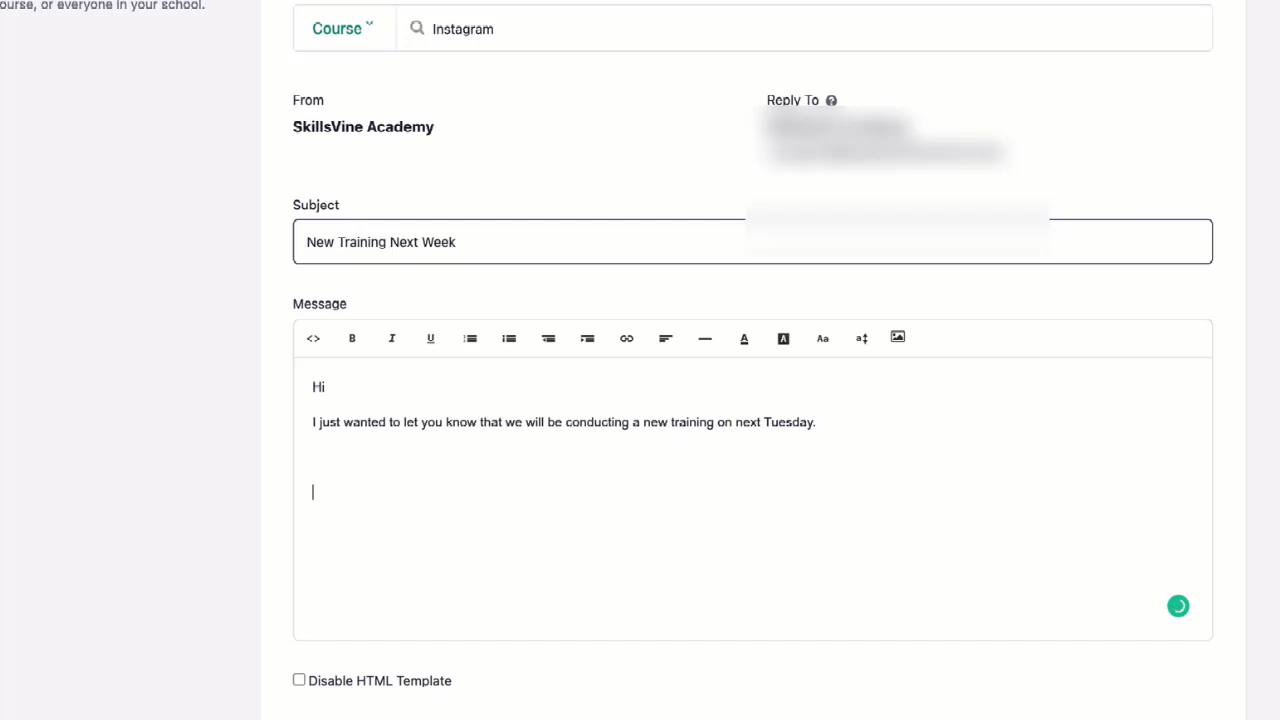 ourse, or everyone in your school.
Course Instagram
From
SkillsVine Academy
Reply To
Subject
New Training Next Week
Message
Hi
I just wanted to let you know that we will be conducting a new training on next Tuesday.
Disable HTML Template